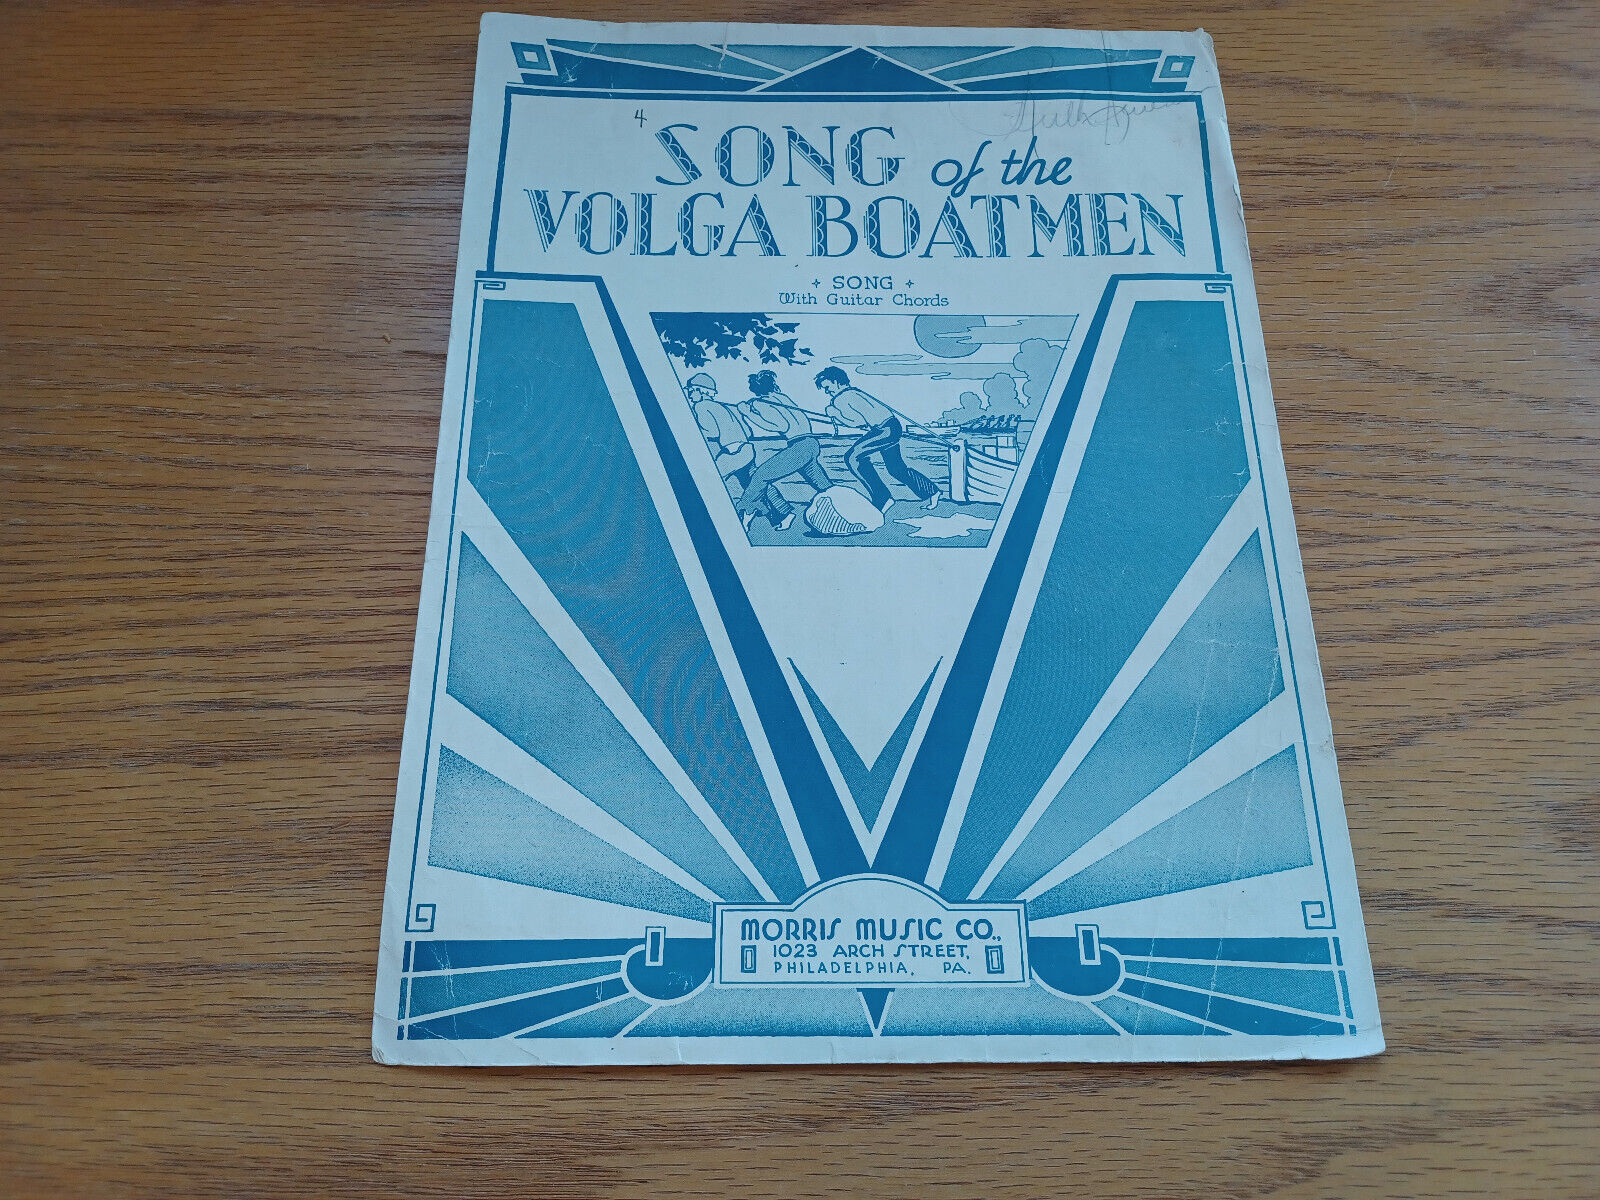 4
SONG of the
VOLGA BOATMEN
SONG
With Guitar Chords
MORRIS MUSIC CO.,
1023 ARCH STREET,
PHILADELPHIA, PA.